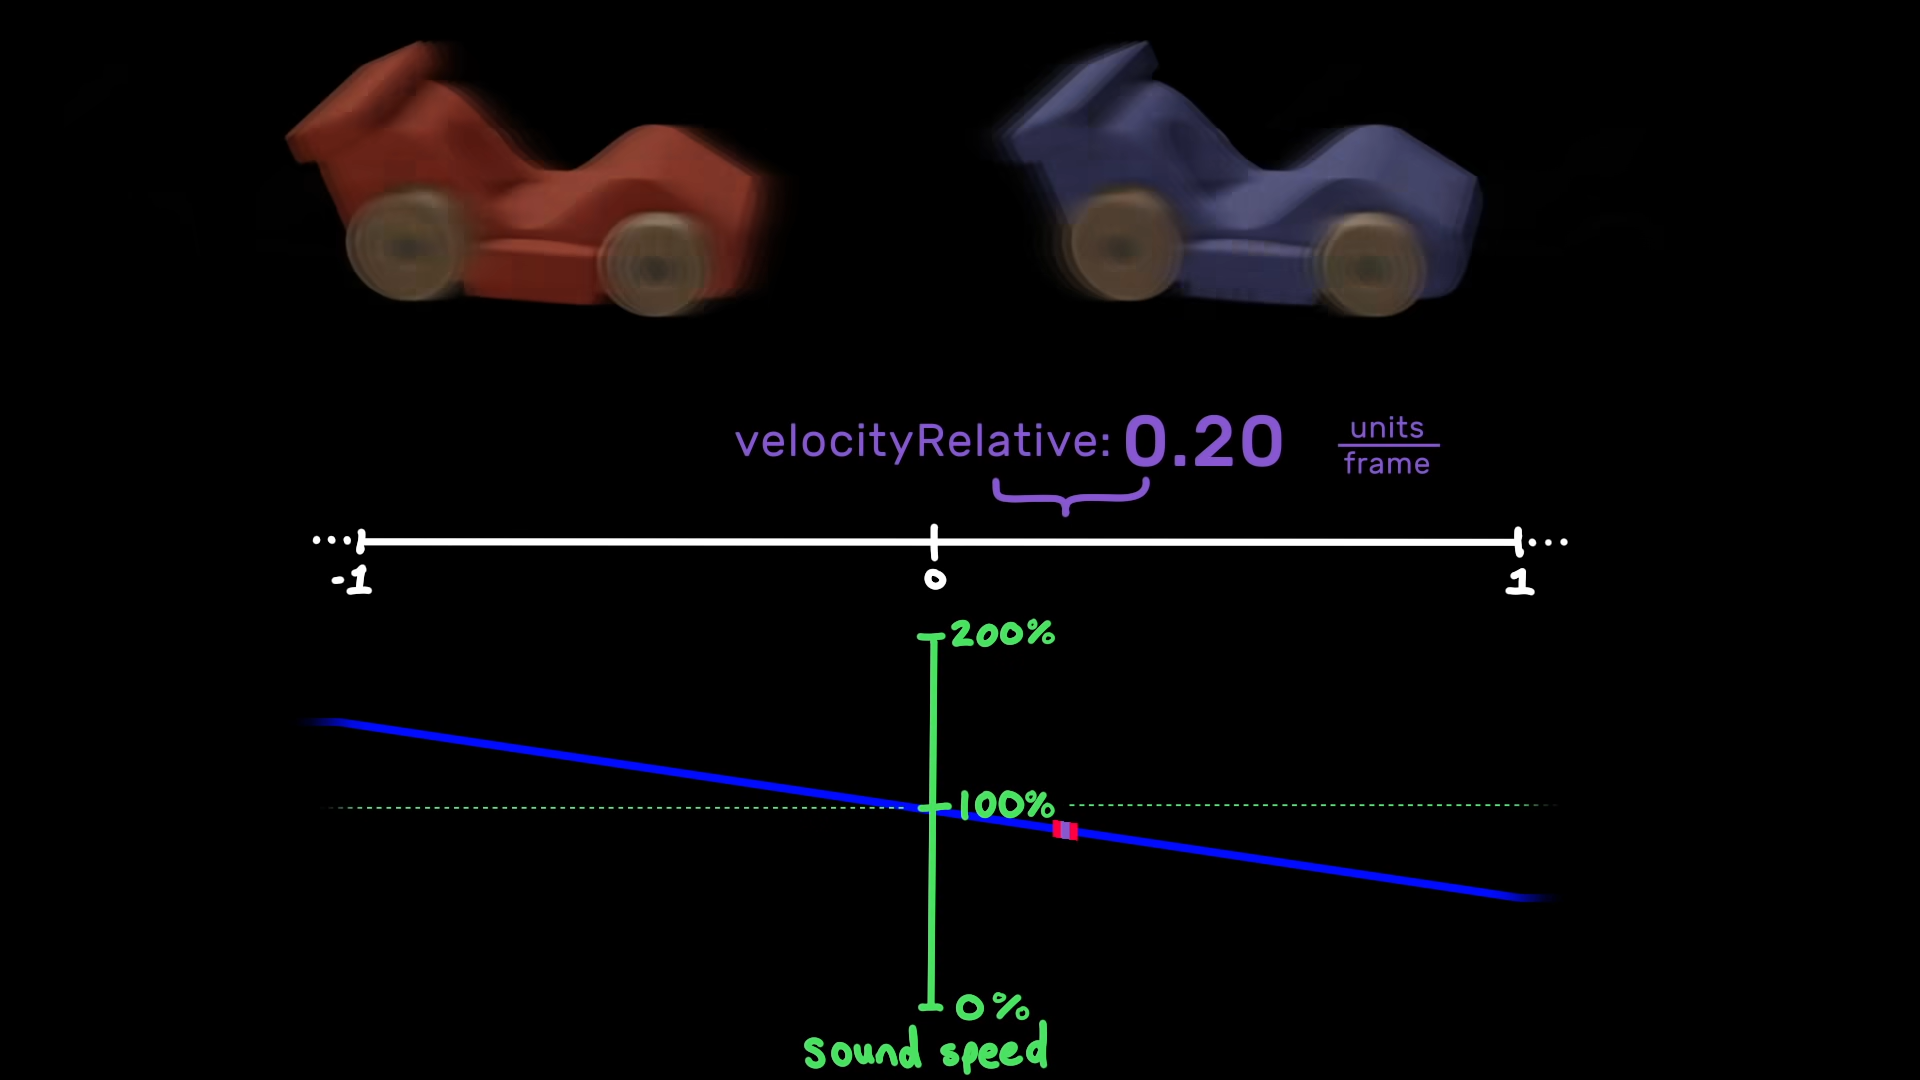 velocityRelative: 0.20 units
frame
-1 0 1
200%
100%
0%
sound speed